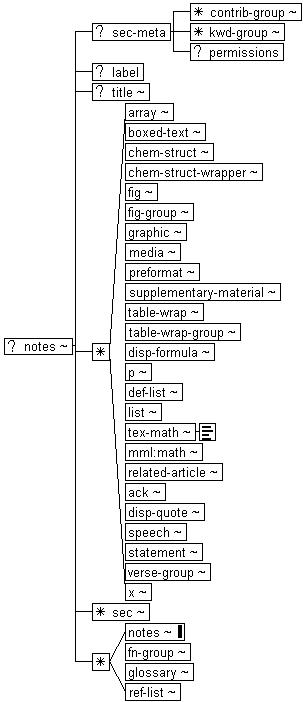 * contrib-group ~
? sec-meta
* kwd-group ~
? permissions
? label
? title ~
array ~
boxed-text ~
chem-struct ~
chem-struct-wrapper ~
fig ~
fig-group ~
graphic ~
media ~
preformat ~
supplementary-material ~
table-wrap ~
table-wrap-group ~
? notes ~
*
disp-formula ~
p ~
def-list ~
list ~
tex-math ~
mml:math ~
related-article ~
ack ~
disp-quote ~
speech ~
statement ~
verse-group ~
x ~
* sec ~
notes ~
fn-group ~
*
glossary ~
ref-list ~